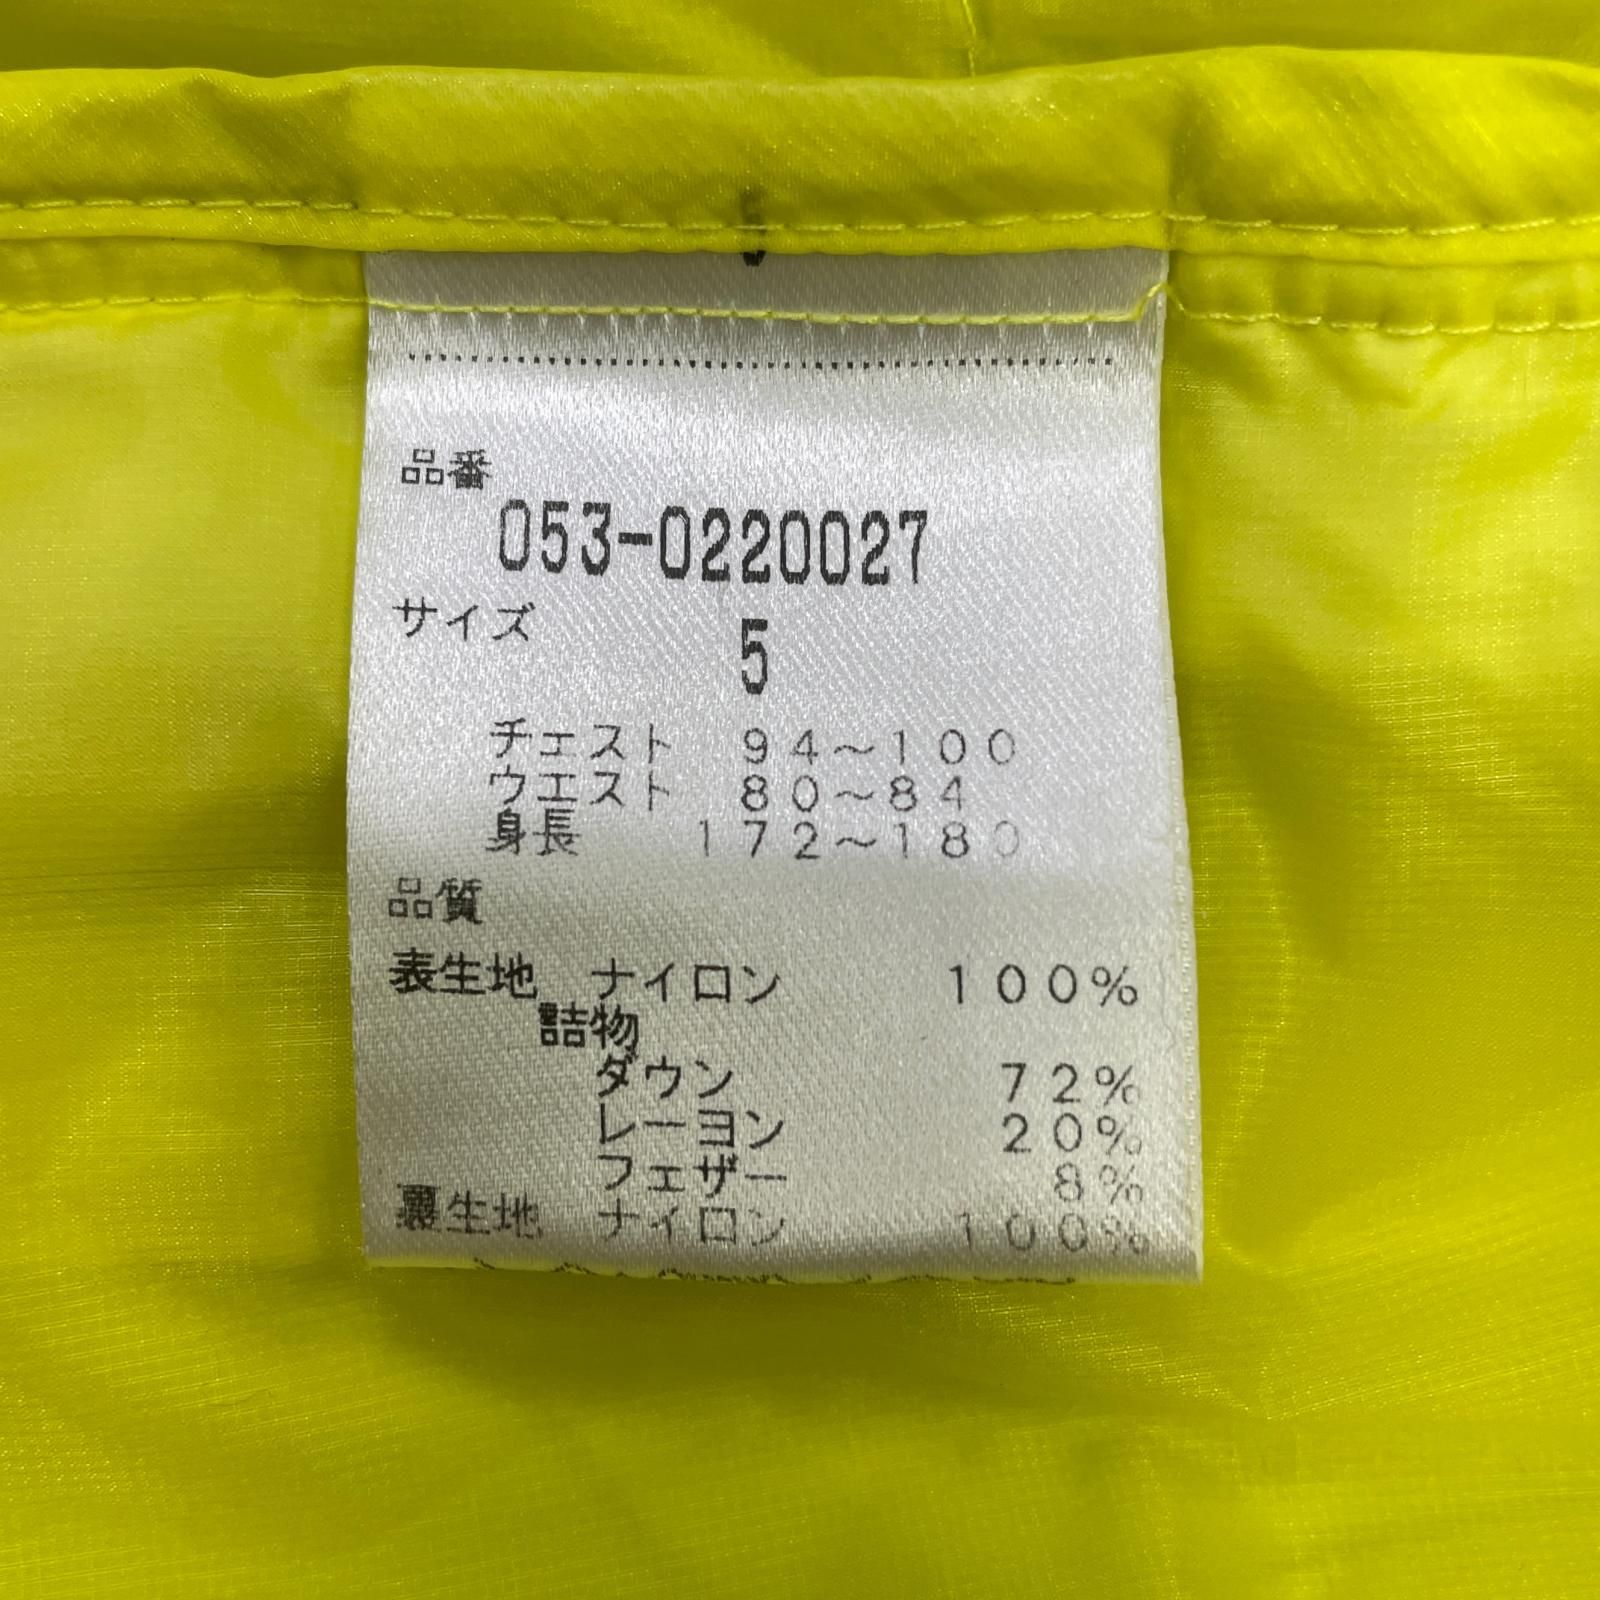 品番
053-0220027
サイズ
5
チェスト 94～100
ウエスト 80～84
身長 172～180
品質
表生地 ナイロン 100%
詰物
ダウン 72%
レーヨン 20%
フェザー 8%
裏生地 ナイロン 100%